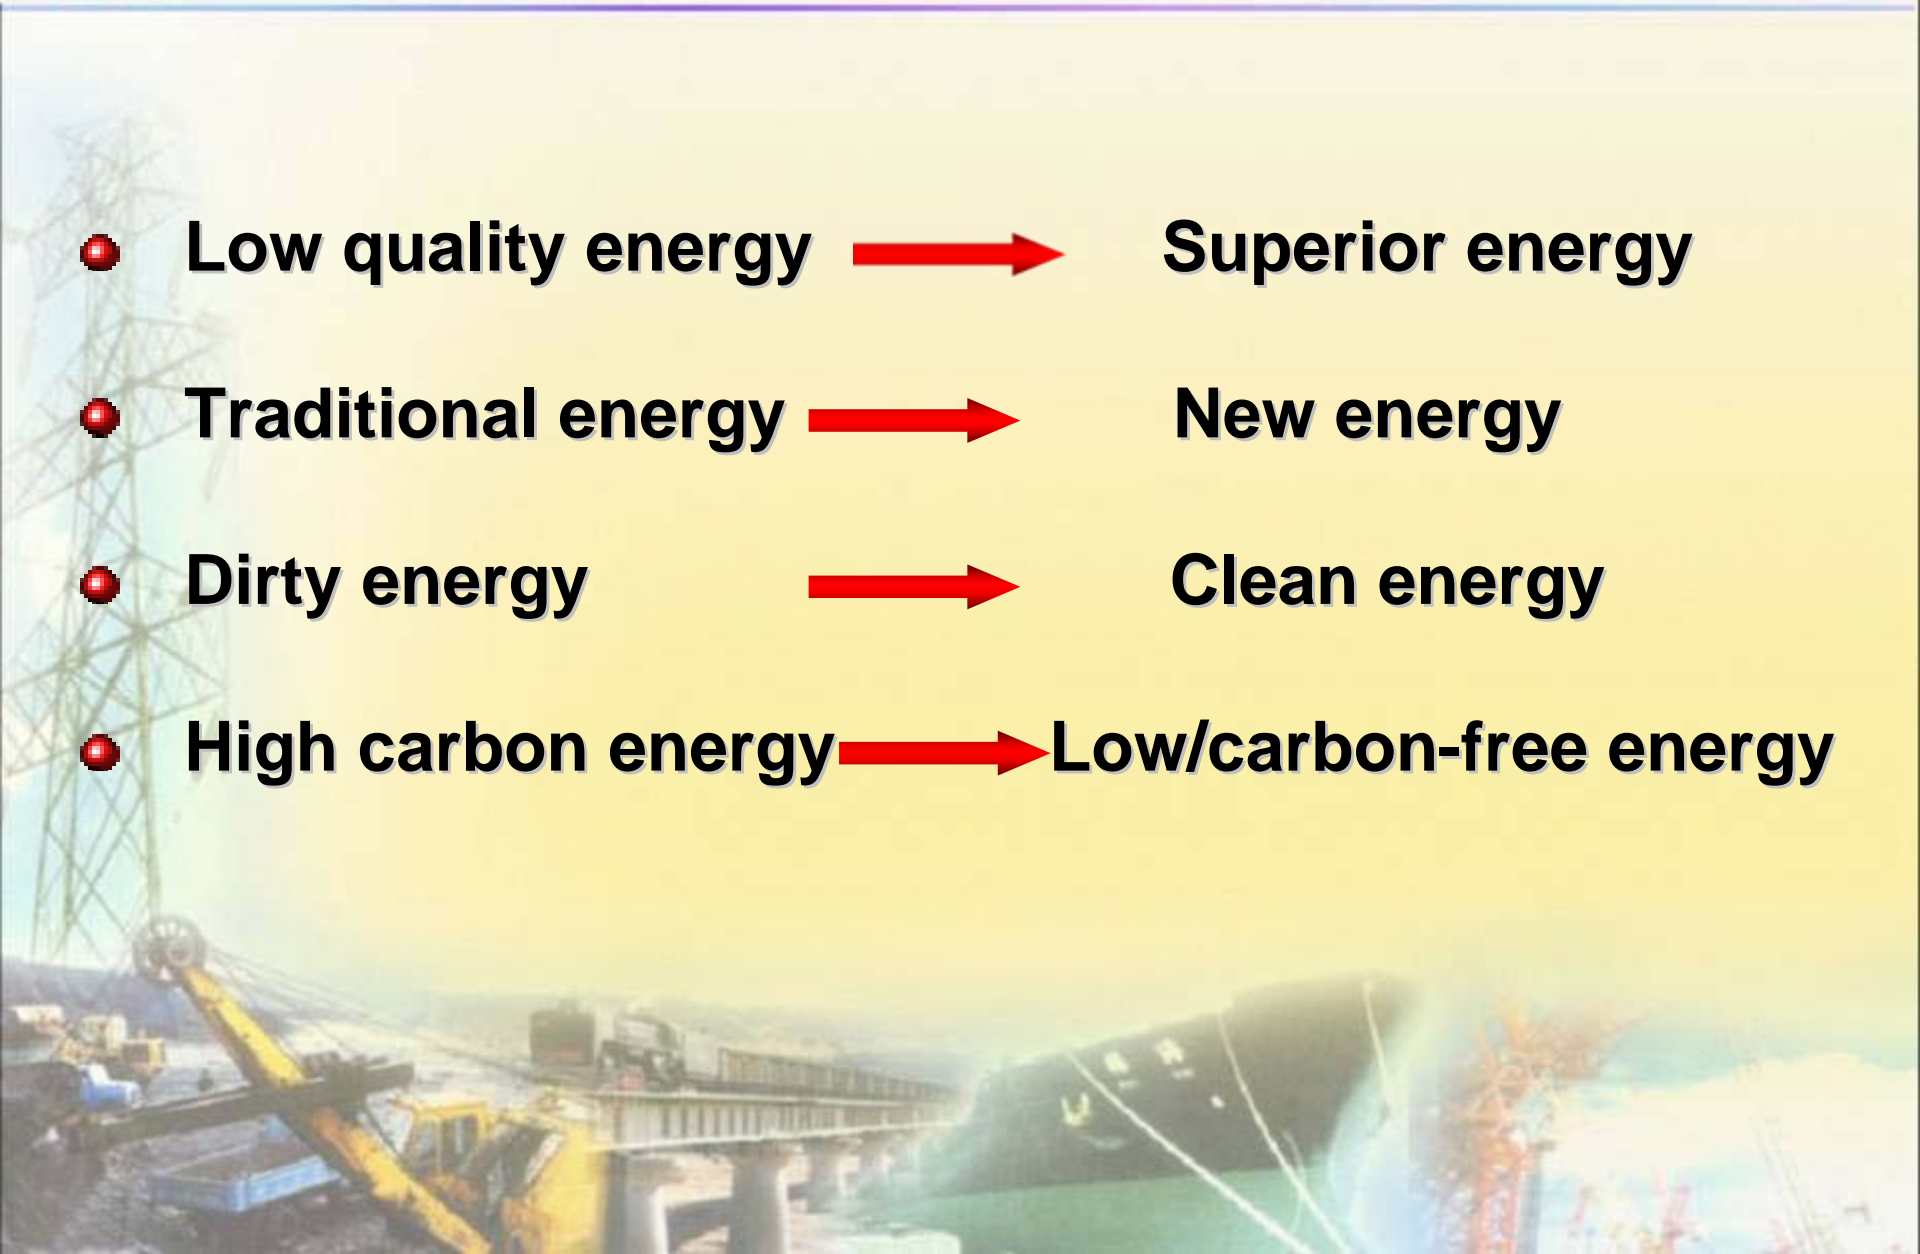 Low quality energy Superior energy
Traditional energy New energy
Dirty energy Clean energy
High carbon energy Low/carbon-free energy